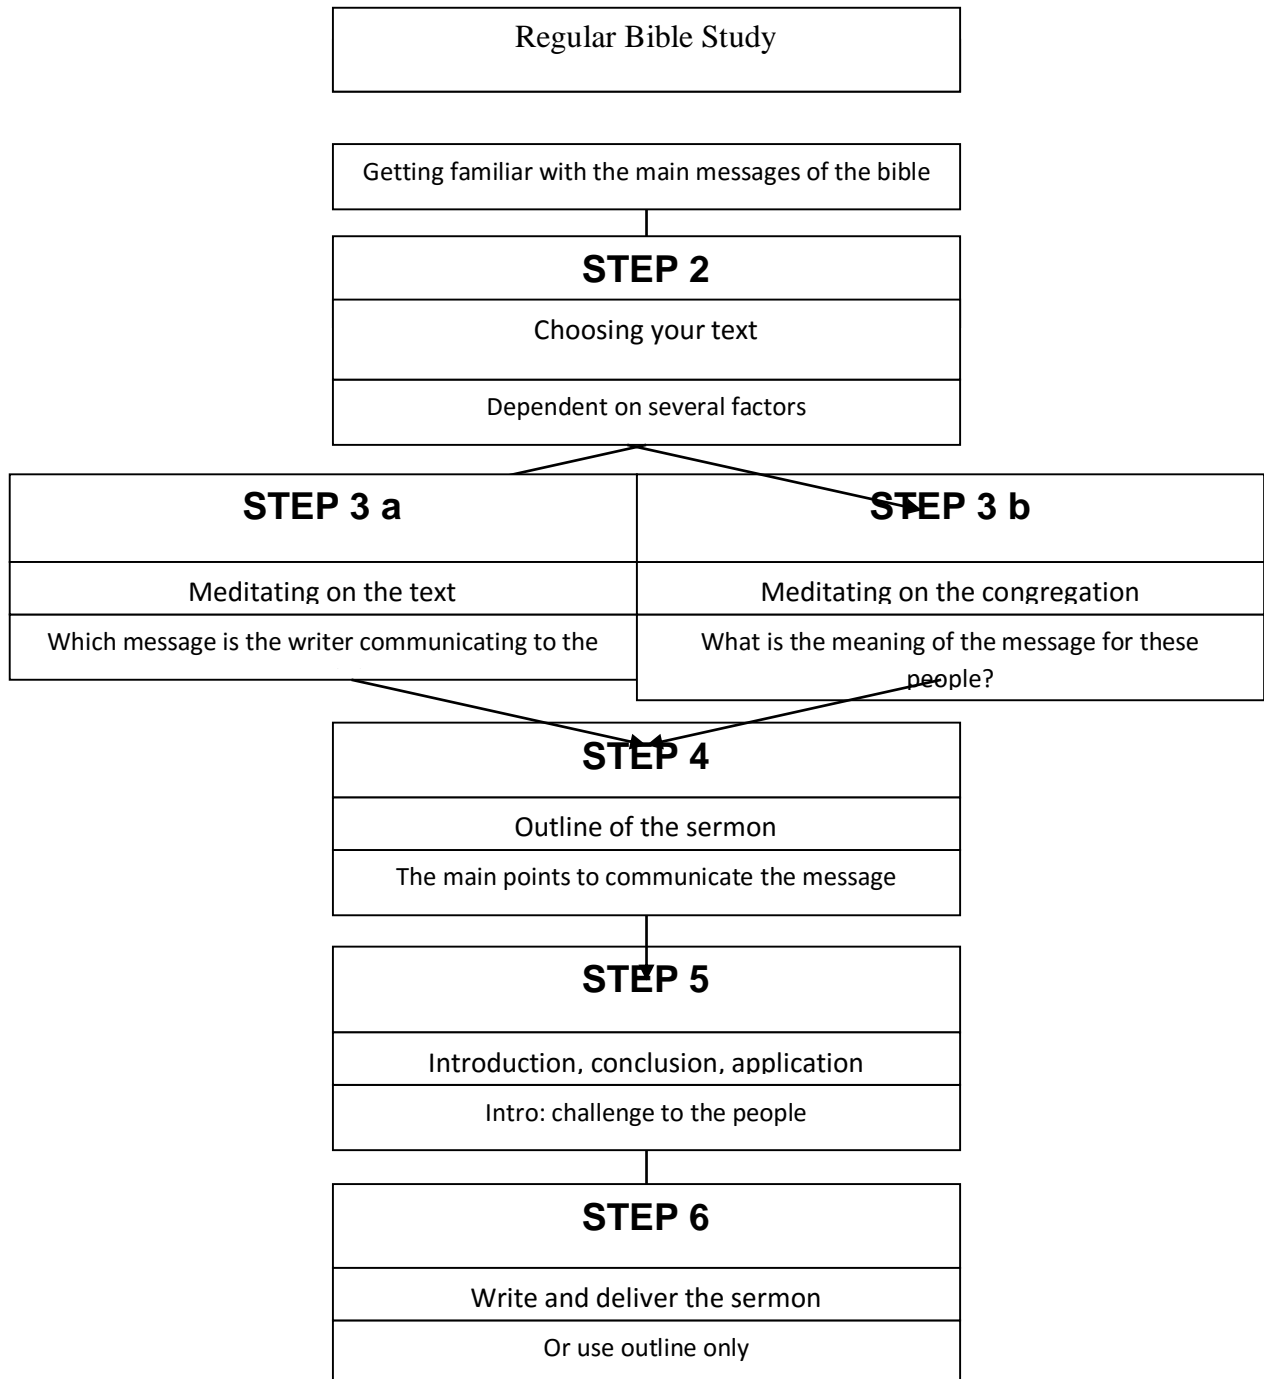 Regular Bible Study
Getting familiar with the main messages of the bible
STEP 2
Choosing your text
Dependent on several factors
STEP 3 a
STEP 3 b
Meditating on the text
Meditating on the congregation
Which message is the writer communicating to the
What is the meaning of the message for these
people?
STEP 4
Outline of the sermon
The main points to communicate the message
STEP 5
Introduction, conclusion, application
Intro: challenge to the people
STEP 6
Write and deliver the sermon
Or use outline only